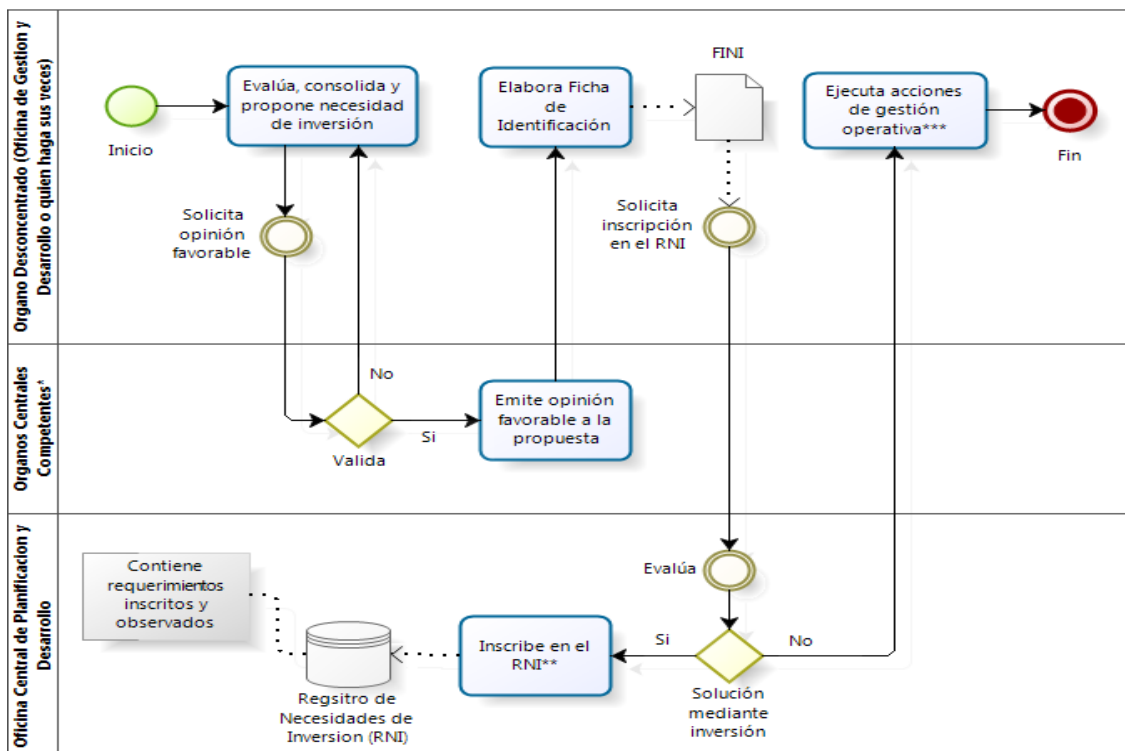 Organo Desconcentrado (Oficina de Gestion y
Desarrollo o quien haga sus veces)
Inicio
Evalúa, consolida y
propone necesidad
de inversión
Solicita
opinión
favorable
Elabora Ficha
de
Identificación
FINI
Solicita
inscripción
en el RNI
Ejecuta acciones
de gestión
operativa***
Fin
Organos Centrales
Competentes*
No
Valida
Si
Emite opinión
favorable a la
propuesta
Oficina Central de Planificacion y
Desarrollo
Contiene
requerimientos
inscritos y
observados
Regsitro de
Necesidades de
Inversion (RNI)
Inscribe en el
RNI**
Evalúa
Si
No
Solución
mediante
inversión